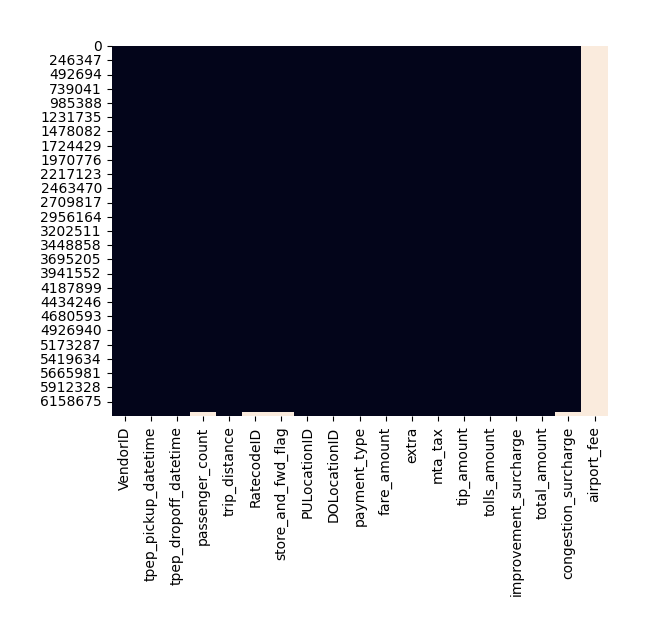 0
246347
492694
739041
985388
1231735
1478082
1724429
1970776
2217123
2463470
2709817
2956164
3202511
3448858
3695205
3941552
4187899
4434246
4680593
4926940
5173287
5419634
5665981
5912328
6158675
VendorID
tpep_pickup_datetime
tpep_dropoff_datetime
passenger_count
trip_distance
RatecodeID
store_and_fwd_flag
PULocationID
DOLocationID
payment_type
fare_amount
extra
mta_tax
tip_amount
tolls_amount
improvement_surcharge
total_amount
congestion_surcharge
airport_fee